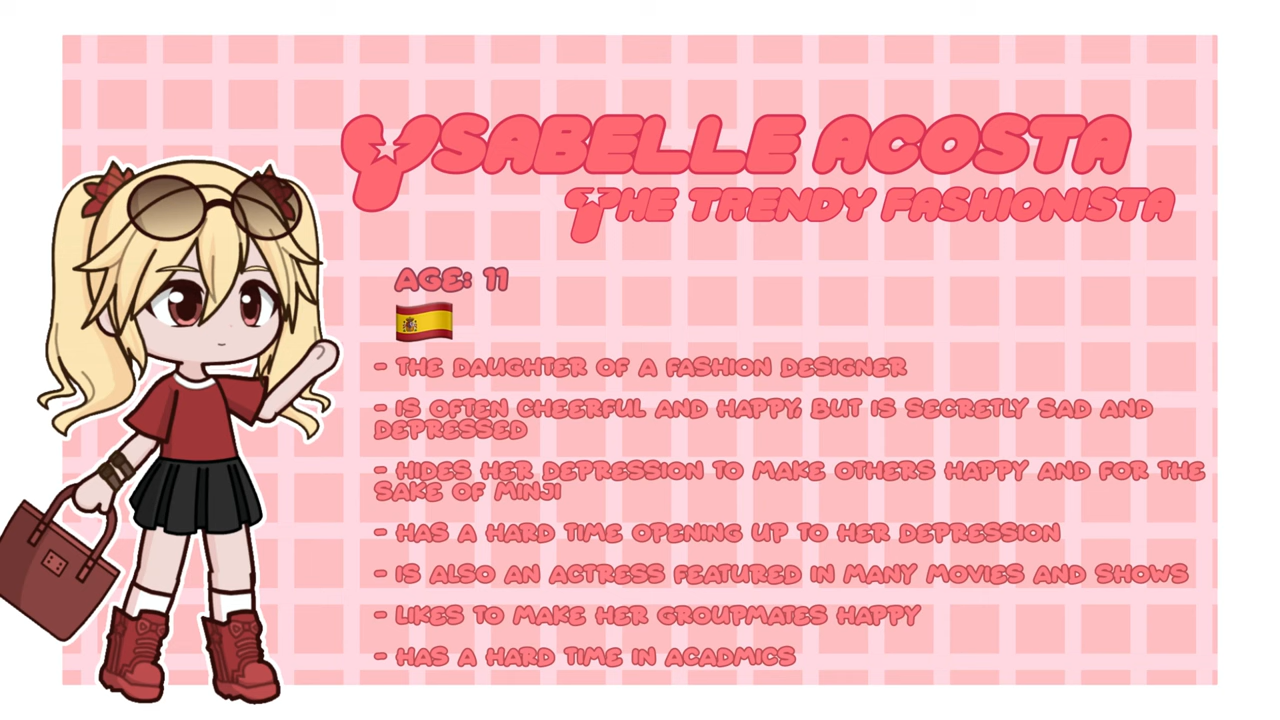 YSABELLE ACOSTA
THE TRENDY FASHIONISTA
AGE: 11
- THE DAUGHTER OF A FASHION DESIGNER
- IS OFTEN CHEERFUL AND HAPPY, BUT IS SECRETLY SAD AND
DEPRESSED
- HIDES HER DEPRESSION TO MAKE OTHERS HAPPY AND FOR THE
SAKE OF MINJI
- HAS A HARD TIME OPENING UP TO HER DEPRESSION
- IS ALSO AN ACTRESS FEATURED IN MANY MOVIES AND SHOWS
- LIKES TO MAKE HER GROUPMATES HAPPY
- HAS A HARD TIME IN ACADMICS